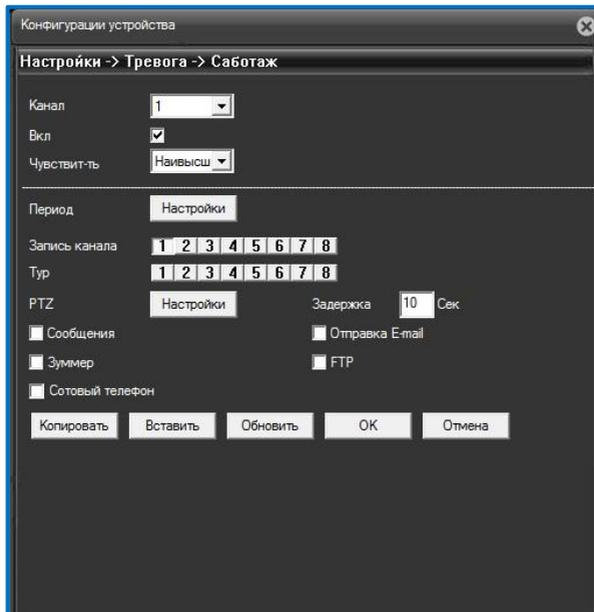 Конфигурации устройства
Настройки -> Тревога -> Саботаж
Канал 1
Вкл
Чувствит-ть Наивысш
Период Настройки
Запись канала 1 2 3 4 5 6 7 8
Тур 1 2 3 4 5 6 7 8
PTZ Настройки Задержка 10 Сек
Сообщения Отправка E-mail
Зуммер FTP
Сотовый телефон
Копировать Вставить Обновить OK Отмена